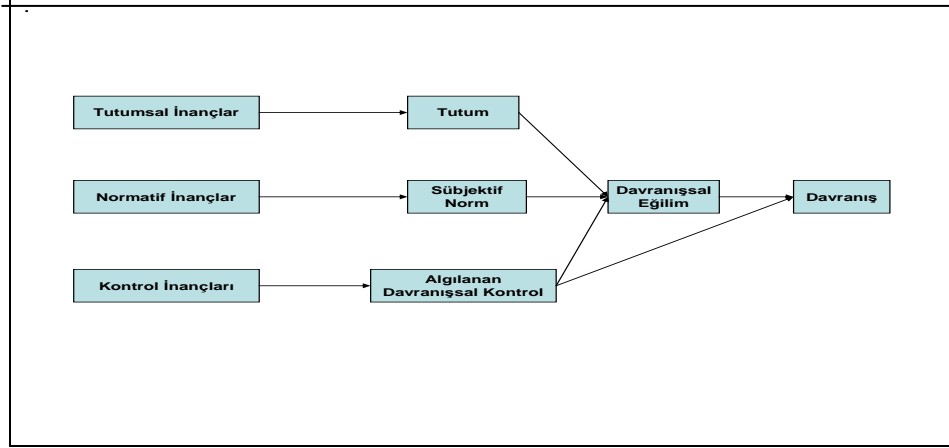 Tutumsal İnançlar
Tutum
Normatif İnançlar
Sübjektif
Norm
Davranışsal
Eğilim
Davranış
Kontrol İnançları
Algılanan
Davranışsal Kontrol